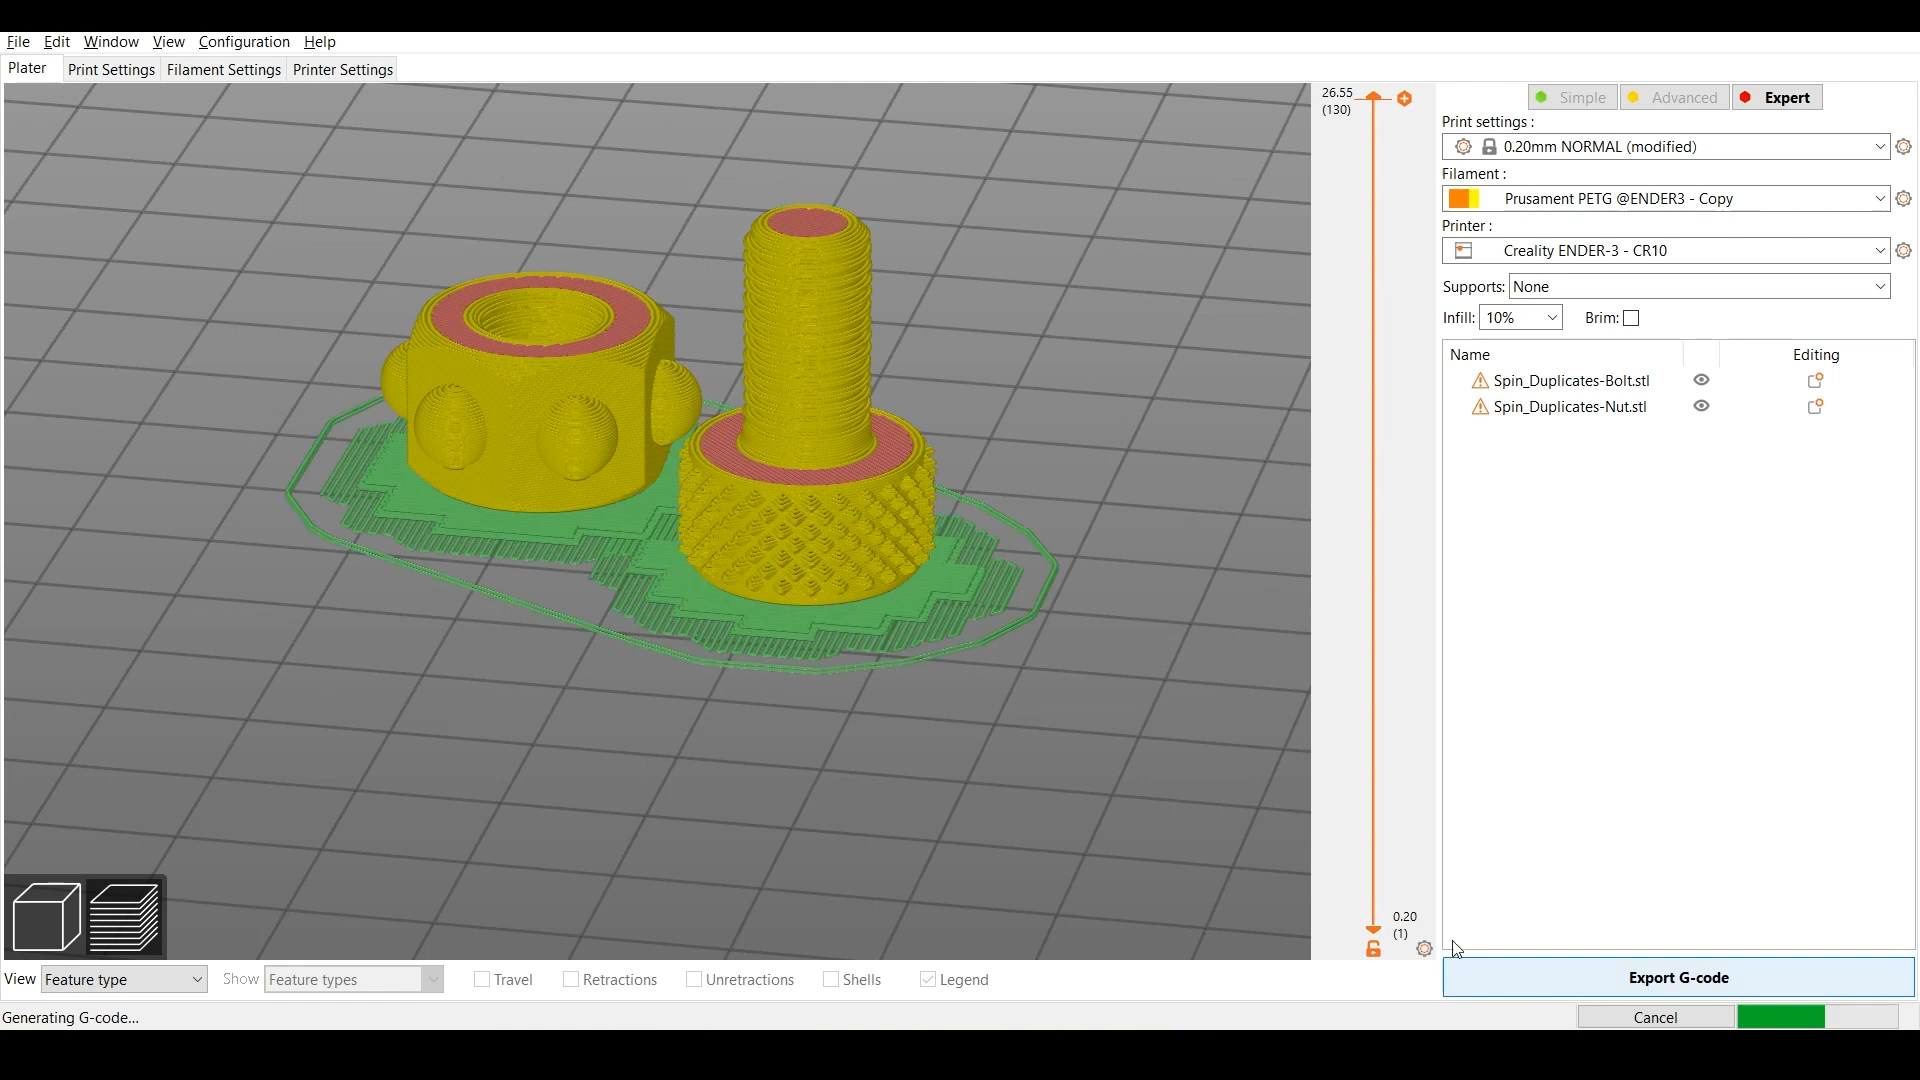 File Edit Window View Configuration Help
Plater Print Settings Filament Settings Printer Settings
26.55
(130)
Simple Advanced Expert
Print settings :
0.20mm NORMAL (modified)
Filament :
Prusament PETG @ENDER3 - Copy
Printer :
Creality ENDER-3 - CR10
Supports: None
Infill: 10% Brim:
Name Editing
Spin_Duplicates-Bolt.stl
Spin_Duplicates-Nut.stl
0.20
(1)
View Feature type Show Feature types Travel Retractions Unretractions Shells Legend
Export G-code
Generating G-code... Cancel